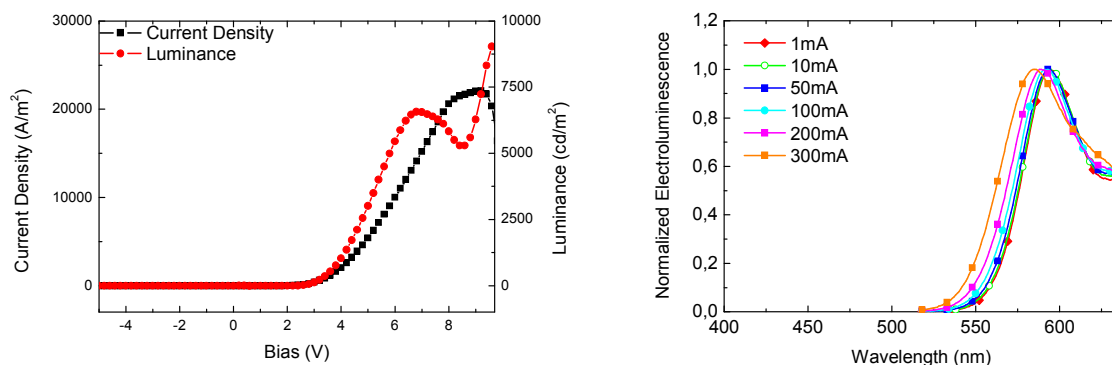 30000
20000
10000
0
Current Density (A/m²)
Current Density
Luminance
10000
7500
5000
2500
0
Luminance (cd/m²)
-4 -2 0 2 4 6 8
Bias (V)
1,2
1,0
0,8
0,6
0,4
0,2
0,0
Normalized Electroluminescence
1mA
10mA
50mA
100mA
200mA
300mA
400 450 500 550 600
Wavelength (nm)